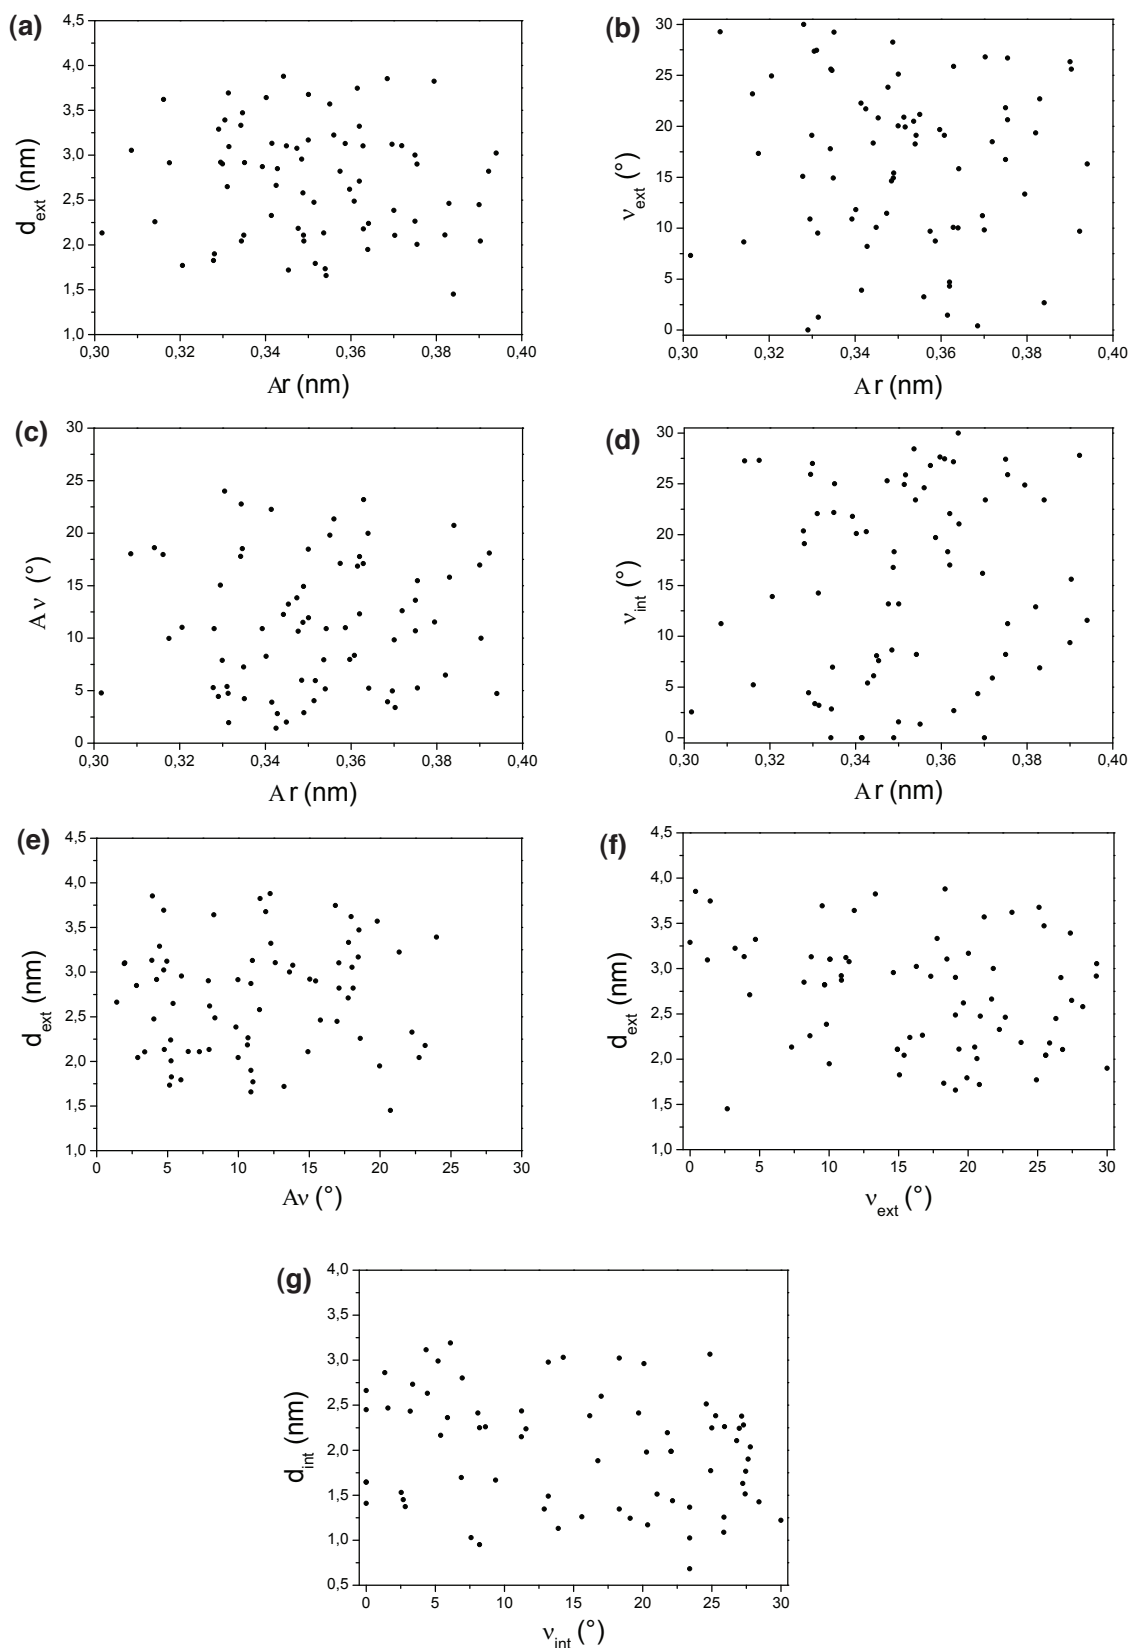 (a)
4,5
4,0
3,5
3,0
2,5
2,0
1,5
1,0
d_ext (nm)
0,30 0,32 0,34 0,36 0,38 0,40
Ar (nm)
(b)
30
25
20
15
10
5
0
ν_ext (°)
0,30 0,32 0,34 0,36 0,38 0,40
Ar (nm)
(c)
30
25
20
15
10
5
0
Aν (°)
0,30 0,32 0,34 0,36 0,38 0,40
Ar (nm)
(d)
30
25
20
15
10
5
0
ν_int (°)
0,30 0,32 0,34 0,36 0,38 0,40
Ar (nm)
(e)
4,5
4,0
3,5
3,0
2,5
2,0
1,5
1,0
d_ext (nm)
0 5 10 15 20 25 30
Aν (°)
(f)
4,5
4,0
3,5
3,0
2,5
2,0
1,5
1,0
d_ext (nm)
0 5 10 15 20 25 30
ν_ext (°)
(g)
4,0
3,5
3,0
2,5
2,0
1,5
1,0
0,5
d_int (nm)
0 5 10 15 20 25 30
ν_int (°)